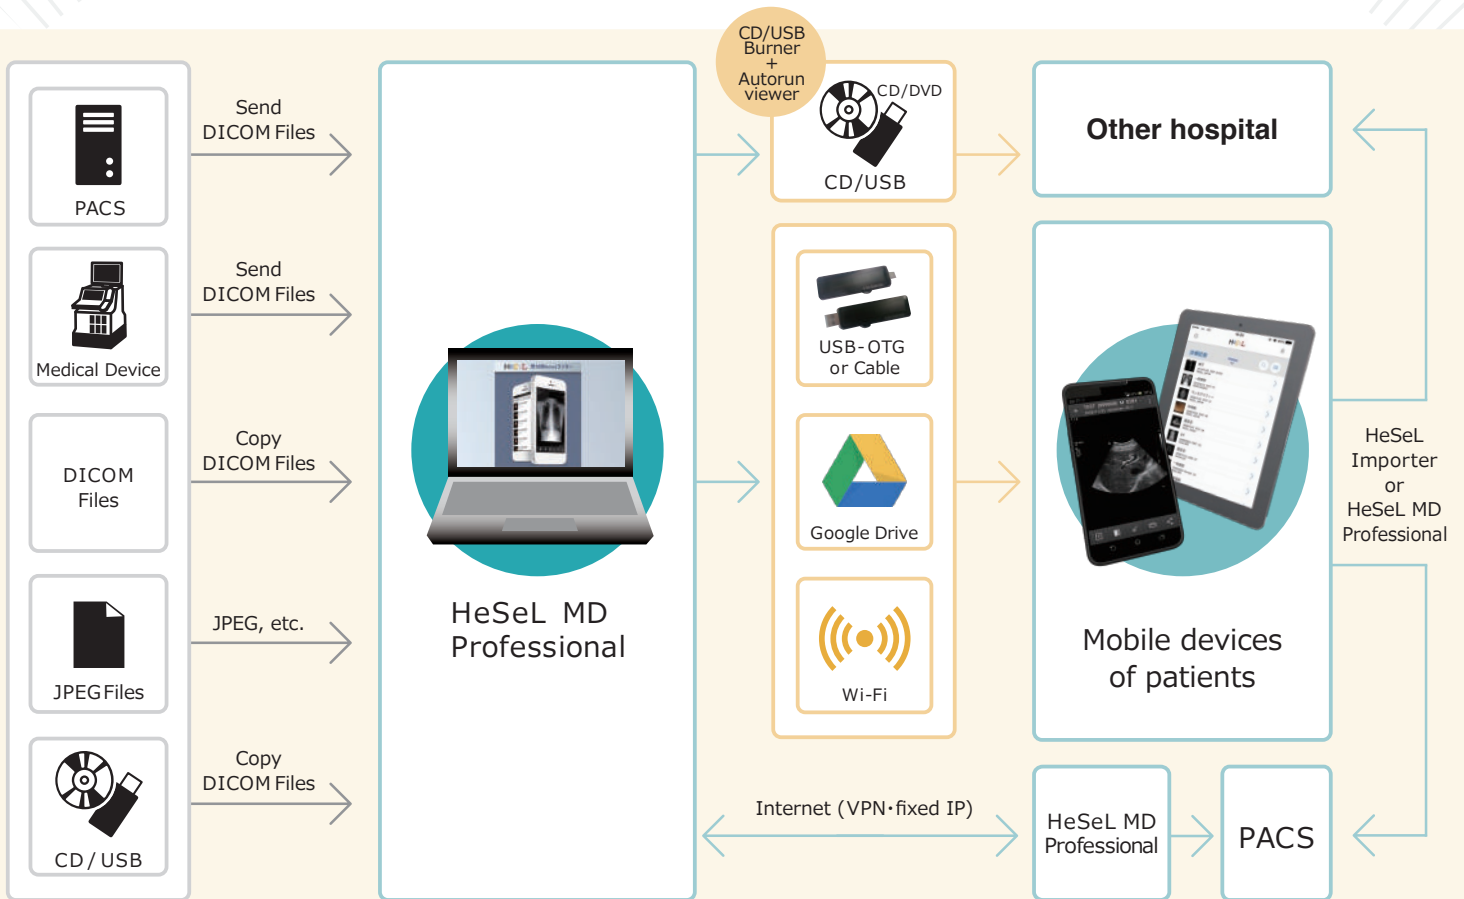 CD/USB
Burner
+
Autorun
viewer
PACS
Send
DICOM Files
CD/DVD
CD/USB
Other hospital
Medical Device
Send
DICOM Files
USB-OTG
or Cable
DICOM
Files
Copy
DICOM Files
HeSeL
Google Drive
HeSeL
Importer
or
HeSeL MD
Professional
JPEG Files
JPEG, etc.
HeSeL MD
Professional
Wi-Fi
Mobile devices
of patients
CD/USB
Copy
DICOM Files
Internet (VPN・fixed IP)
HeSeL MD
Professional
PACS